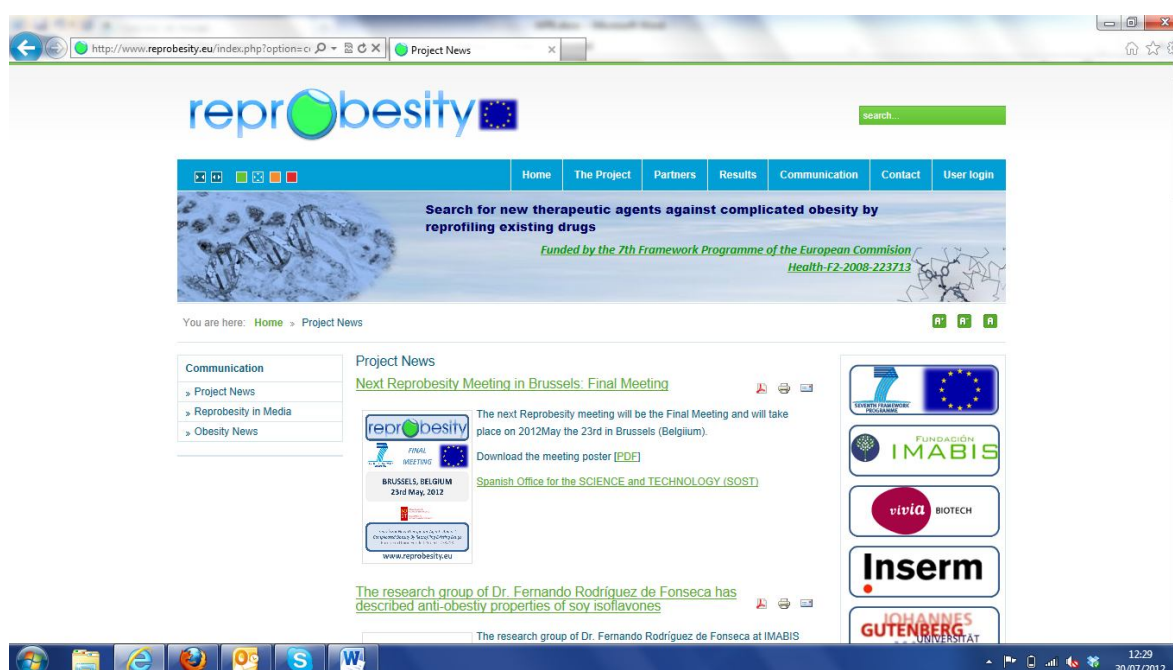 http://www.reprobesity.eu/index.php?option=c
Project News
reprobesity
search...
Home The Project Partners Results Communication Contact User login
Search for new therapeutic agents against complicated obesity by
reprofiling existing drugs
Funded by the 7th Framework Programme of the European Commision
Health-F2-2008-223713
You are here: Home » Project News
A+ A- A
Communication
» Project News
» Reprobesity in Media
» Obesity News
Project News
Next Reprobesity Meeting in Brussels: Final Meeting
reprobesity
FINAL
MEETING
BRUSSELS, BELGIUM
23rd May, 2012
www.reprobesity.eu
The next Reprobesity meeting will be the Final Meeting and will take
place on 2012May the 23rd in Brussels (Belgiium).
Download the meeting poster [PDF]
Spanish Office for the SCIENCE and TECHNOLOGY (SOST)
The research group of Dr. Fernando Rodríguez de Fonseca has
described anti-obestiy properties of soy isoflavones
The research group of Dr. Fernando Rodríguez de Fonseca at IMABIS
SEVENTH FRAMEWORK
PROGRAMME
FUNDACIÓN
IMABIS
vivia BIOTECH
Inserm
JOHANNES
GUTENBERG
UNIVERSITÄT
12:29
30/07/2012